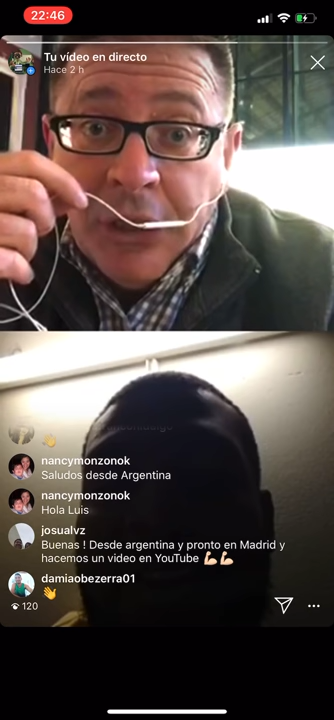 22:46
Tu vídeo en directo
Hace 2 h
👋
nancymonzonok
Saludos desde Argentina
nancymonzonok
Hola Luis
josualvz
Buenas ! Desde argentina y pronto en Madrid y
hacemos un video en YouTube 💪🏻💪🏻
damiaobezerra01
👋
120